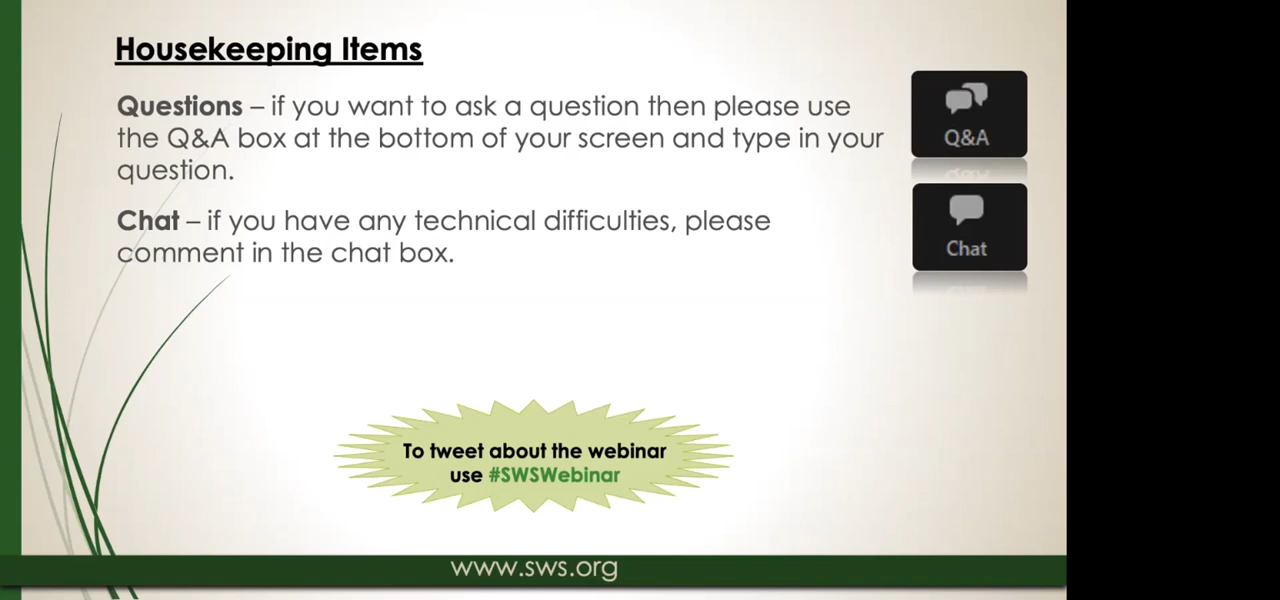 Housekeeping Items
Questions – if you want to ask a question then please use
the Q&A box at the bottom of your screen and type in your
question.
Q&A
Chat – if you have any technical difficulties, please
comment in the chat box.
Chat
To tweet about the webinar
use #SWSWebinar
www.sws.org